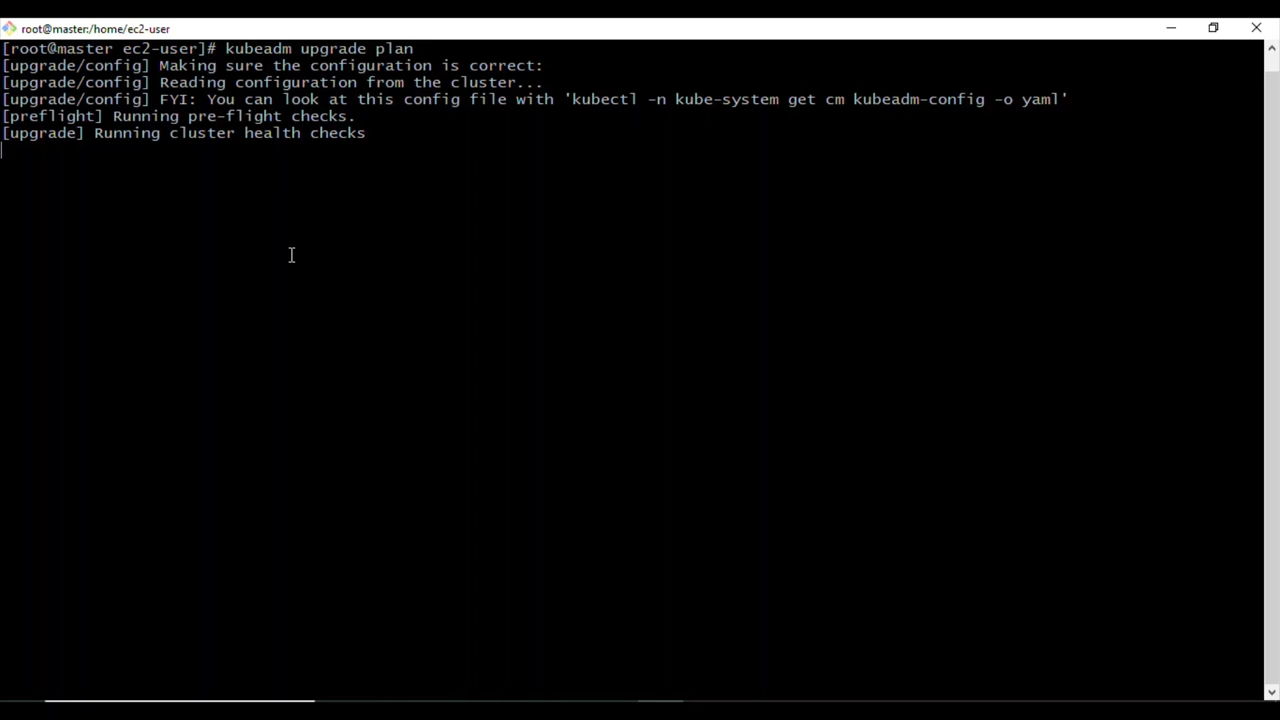 root@master:/home/ec2-user
[root@master ec2-user]# kubeadm upgrade plan
[upgrade/config] Making sure the configuration is correct:
[upgrade/config] Reading configuration from the cluster...
[upgrade/config] FYI: You can look at this config file with 'kubectl -n kube-system get cm kubeadm-config -o yaml'
[preflight] Running pre-flight checks.
[upgrade] Running cluster health checks